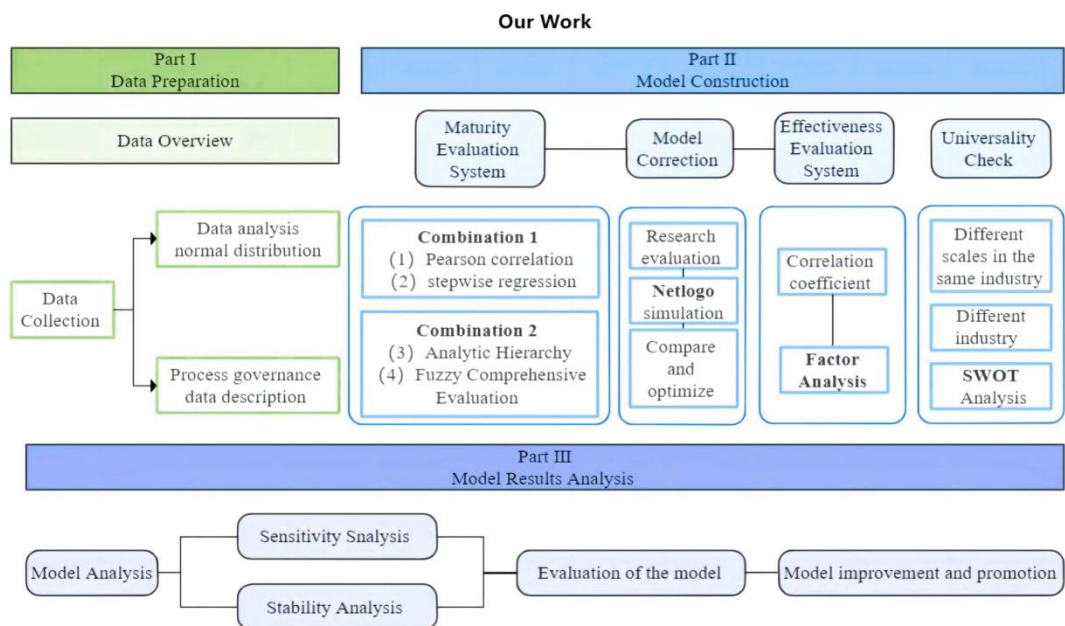 Our Work
Part I
Data Preparation
Part II
Model Construction
Data Overview
Maturity
Evaluation
System
Model
Correction
Effectiveness
Evaluation
System
Universality
Check
Data
Collection
Data analysis
normal distribution
Process governance
data description
Combination 1
(1) Pearson correlation
(2) stepwise regression
Combination 2
(3) Analytic Hierarchy
(4) Fuzzy Comprehensive
Evaluation
Research
evaluation
Netlogo
simulation
Compare
and
optimize
Correlation
coefficient
Factor
Analysis
Different
scales in the
same industry
Different
industry
SWOT
Analysis
Part III
Model Results Analysis
Model Analysis
Sensitivity Snalysis
Stability Analysis
Evaluation of the model
Model improvement and promotion